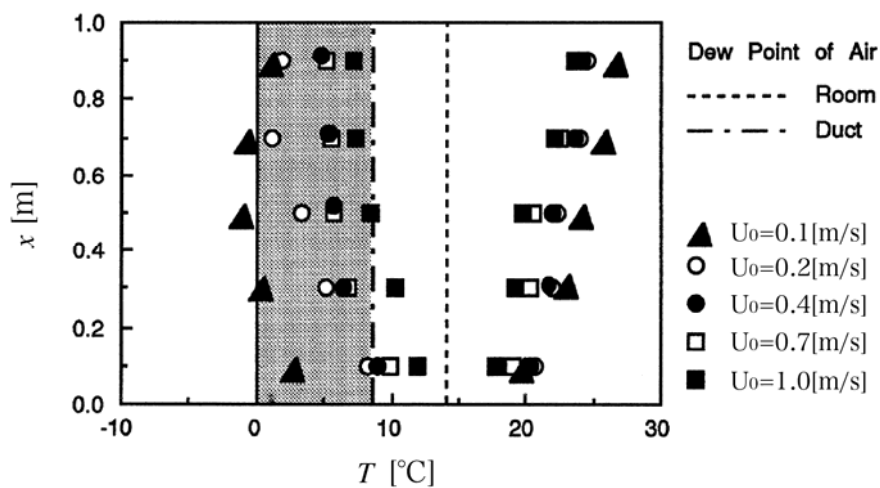 1.0
0.8
0.6
0.4
0.2
0.0
x [m]
-10 0 10 20 30
T [°C]
Dew Point of Air
Room
Duct
U0=0.1[m/s]
U0=0.2[m/s]
U0=0.4[m/s]
U0=0.7[m/s]
U0=1.0[m/s]